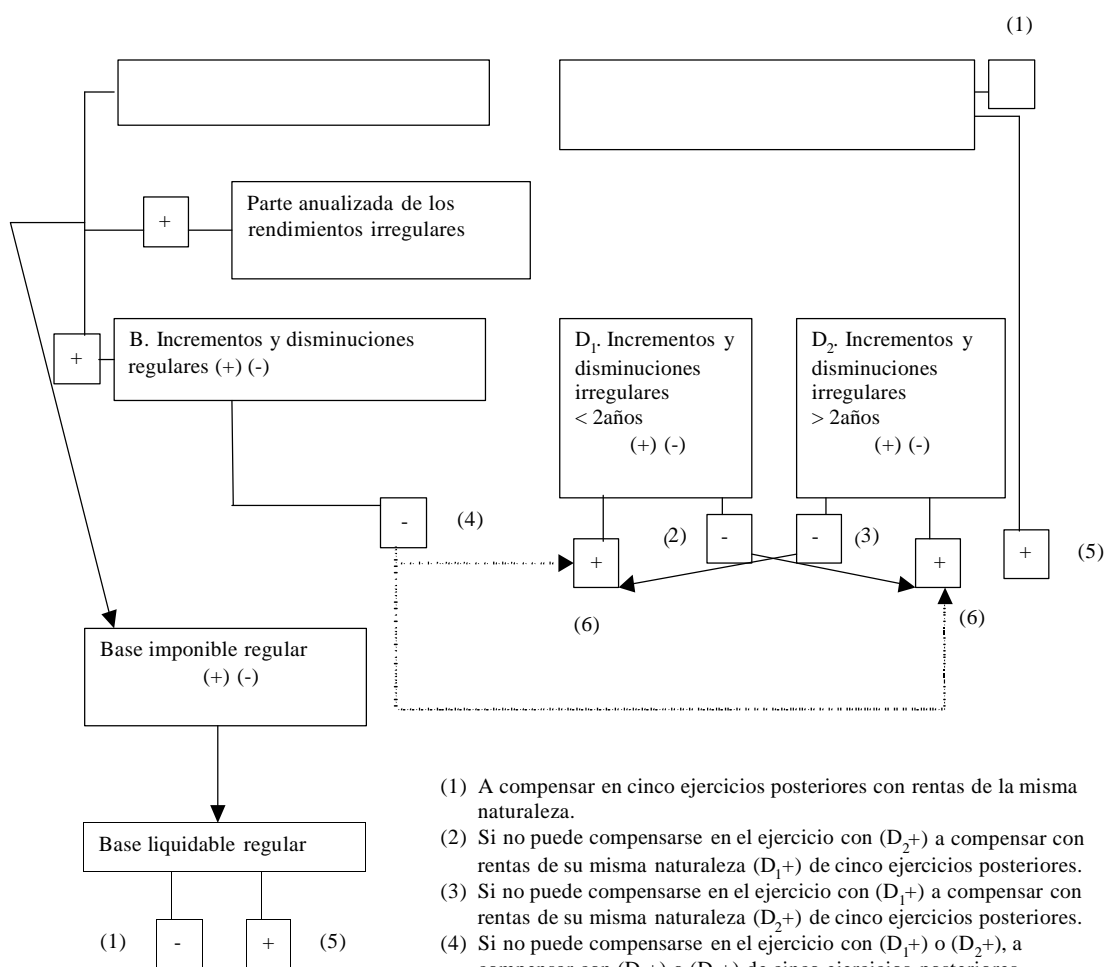 (1)
+
Parte anualizada de los
rendimientos irregulares
+
B. Incrementos y disminuciones
regulares (+) (-)
D₁. Incrementos y
disminuciones
irregulares
< 2años
(+) (-)
D₂. Incrementos y
disminuciones
irregulares
> 2años
(+) (-)
-
(4)
+
(2)
-
-
(3)
+
+
(5)
(6)
(6)
Base imponible regular
(+) (-)
Base liquidable regular
(1)
-
+
(5)
(1) A compensar en cinco ejercicios posteriores con rentas de la misma
naturaleza.
(2) Si no puede compensarse en el ejercicio con (D₂+) a compensar con
rentas de su misma naturaleza (D₁+) de cinco ejercicios posteriores.
(3) Si no puede compensarse en el ejercicio con (D₁+) a compensar con
rentas de su misma naturaleza (D₂+) de cinco ejercicios posteriores.
(4) Si no puede compensarse en el ejercicio con (D₁+) o (D₂+), a